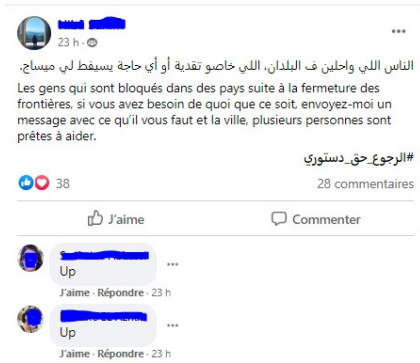 23 h
الناس اللي واحلين ف البلدان، اللي خاصو تقدية أو أي حاجة يسيفط لي ميساج.
Les gens qui sont bloqués dans des pays suite à la fermeture des
frontières, si vous avez besoin de quoi que ce soit, envoyez-moi un
message avec ce qu'il vous faut et la ville, plusieurs personnes sont
prêtes à aider.
#الرجوع_حق_دستوري
38
28 commentaires
J'aime
Commenter
Up
J'aime · Répondre · 23 h
Up
J'aime · Répondre · 23 h